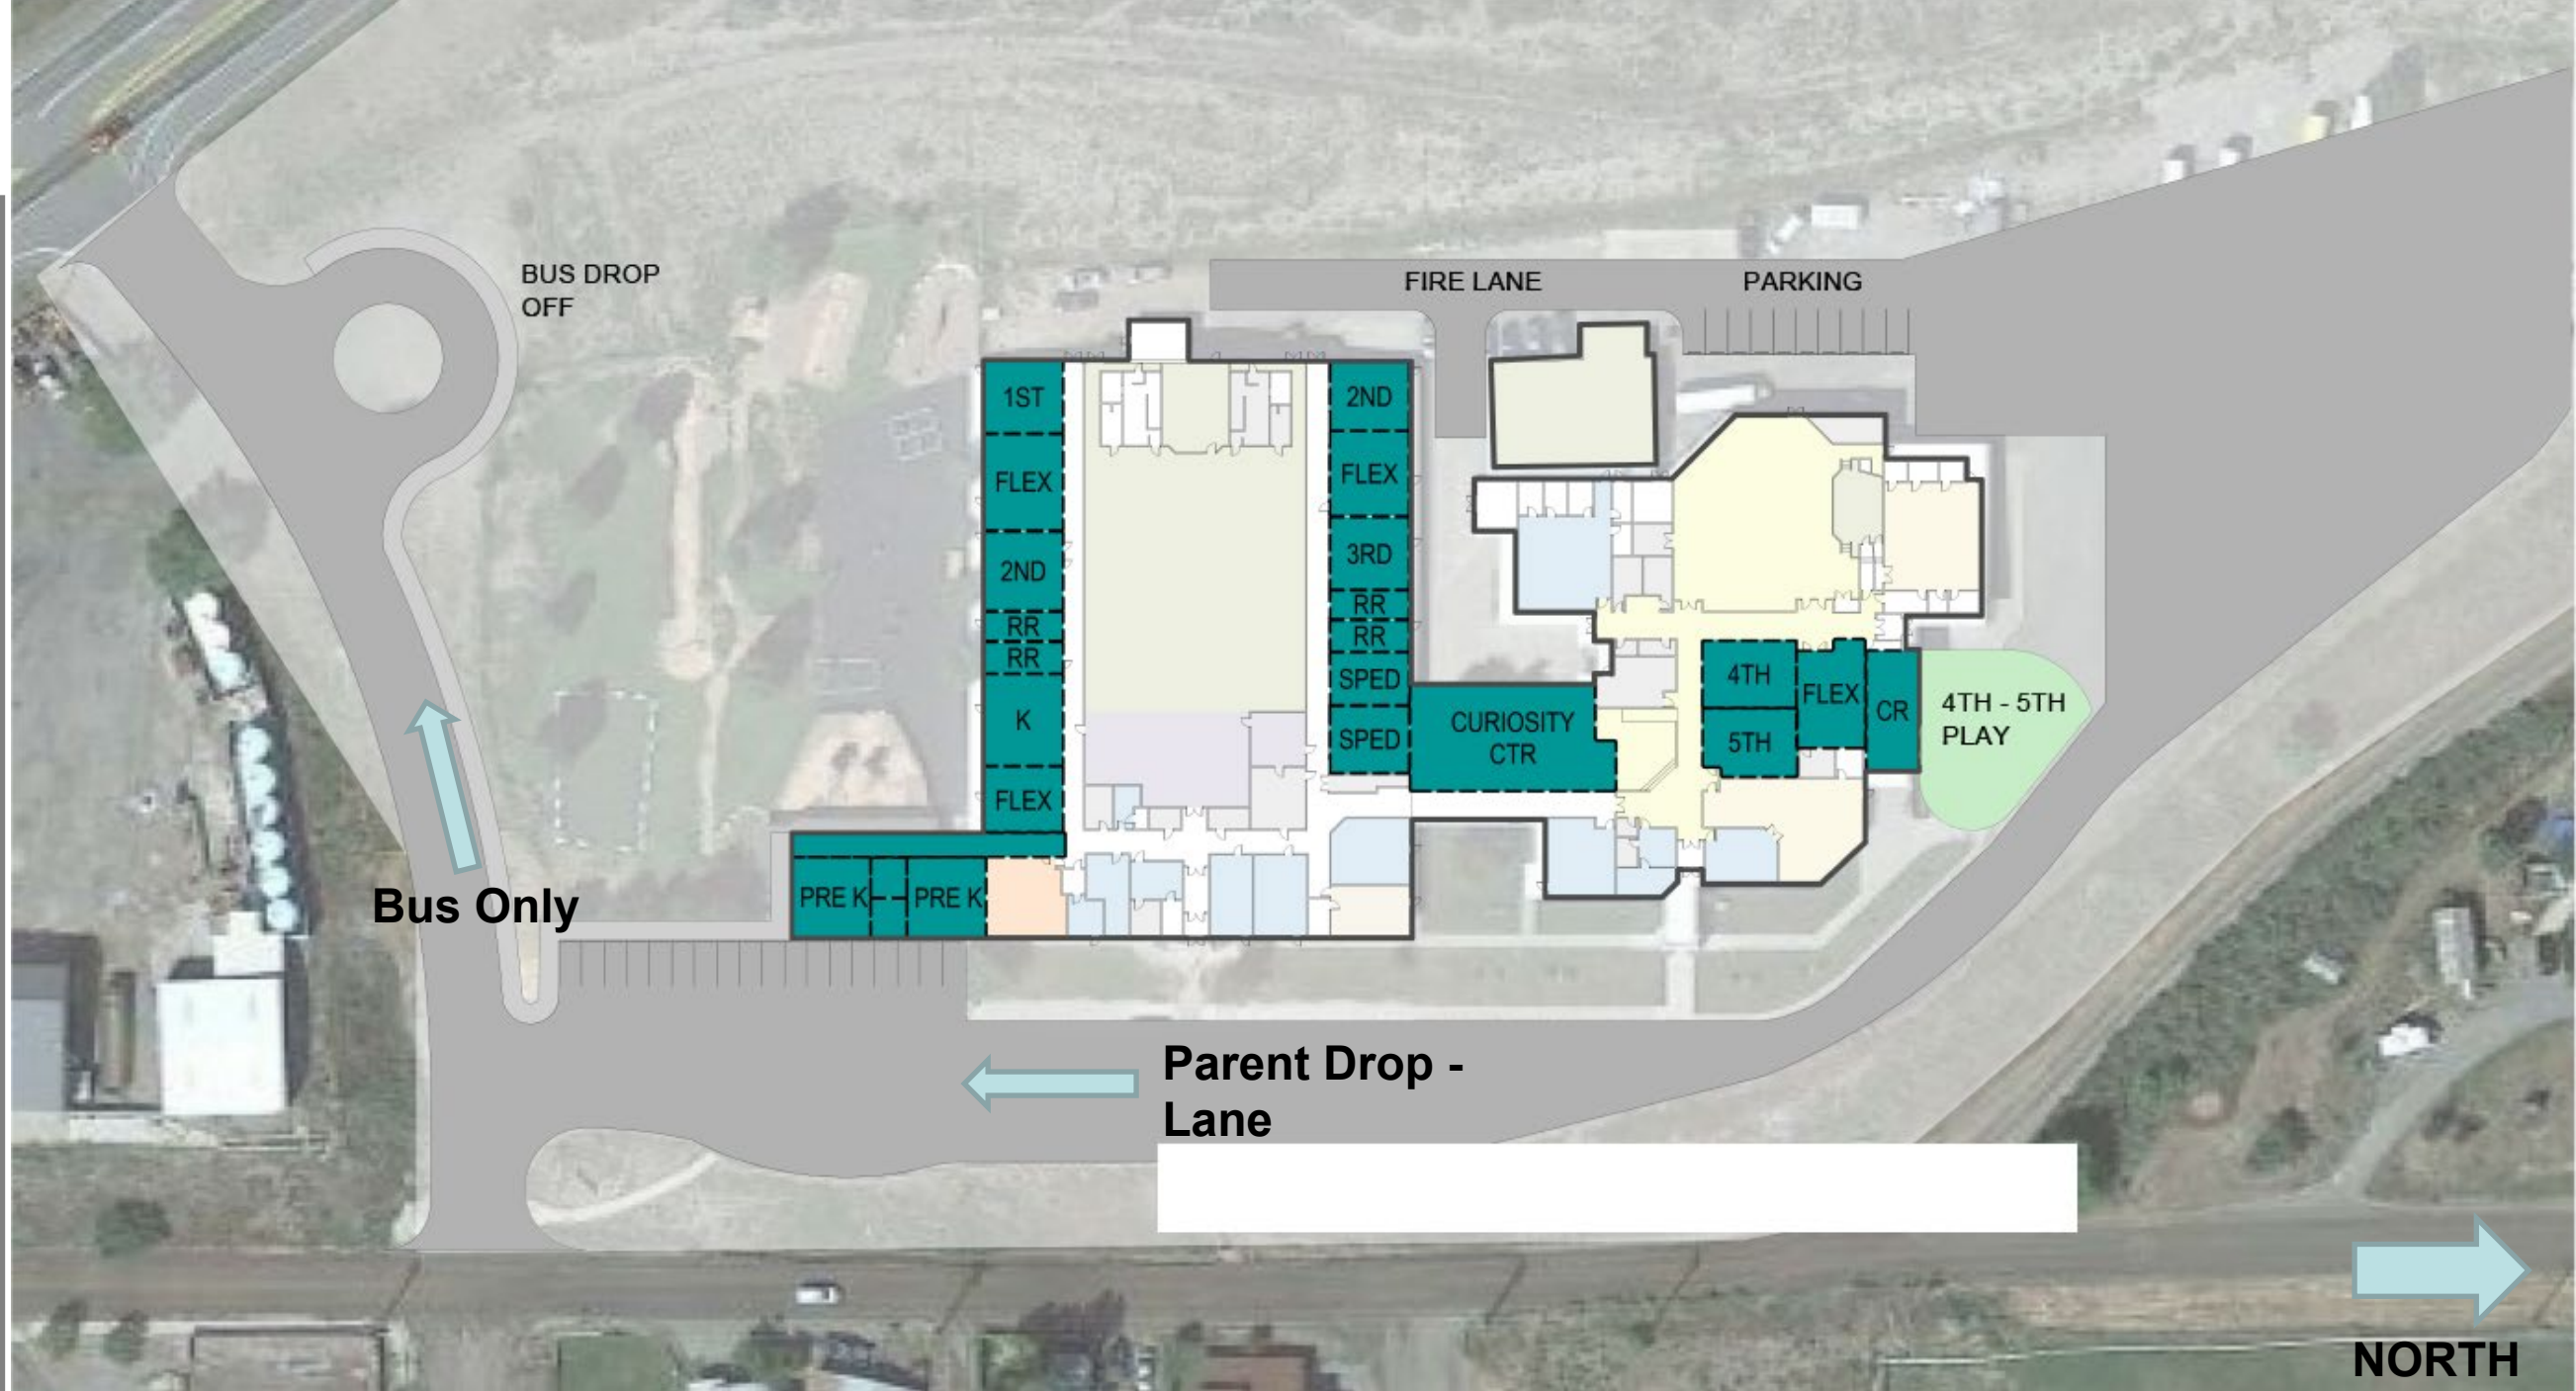 BUS DROP
OFF
FIRE LANE
PARKING
1ST
FLEX
2ND
RR
RR
K
FLEX
2ND
FLEX
3RD
RR
RR
SPED
SPED
CURIOSITY
CTR
4TH
5TH
FLEX
CR
4TH - 5TH
PLAY
PRE K
PRE K
Bus Only
Parent Drop -
Lane
NORTH